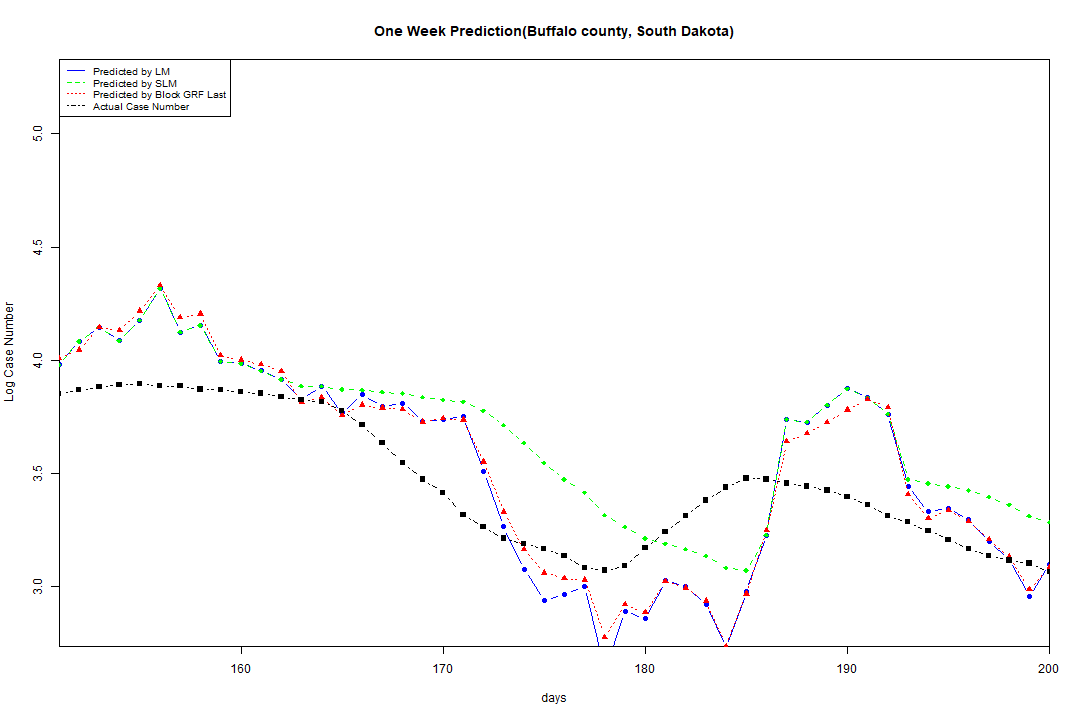 One Week Prediction(Buffalo county, South Dakota)
Predicted by LM
Predicted by SLM
Predicted by Block GRF Last
Actual Case Number
5.0
4.5
4.0
3.5
3.0
Log Case Number
160 170 180 190 200
days